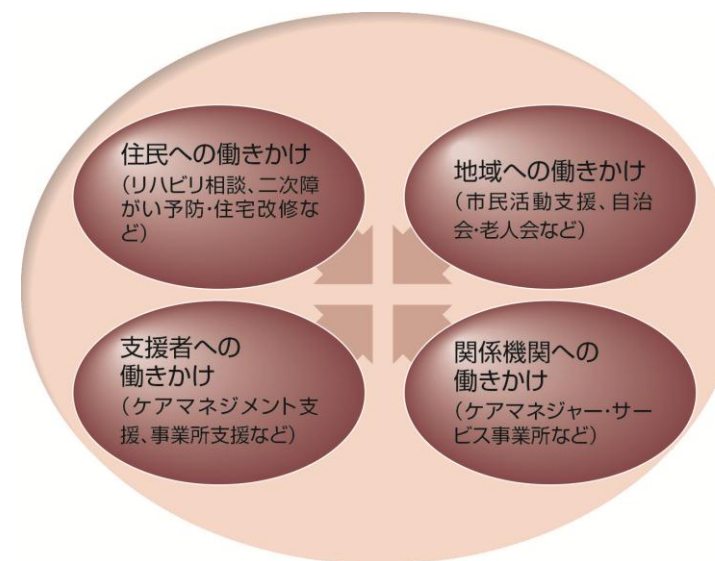 住民への働きかけ
(リハビリ相談、二次障
がい予防・住宅改修な
ど)
地域への働きかけ
(市民活動支援、自治
会・老人会など)
支援者への
働きかけ
(ケアマネジメント支
援、事業所支援など)
関係機関への
働きかけ
(ケアマネジャー・サー
ビス事業所など)